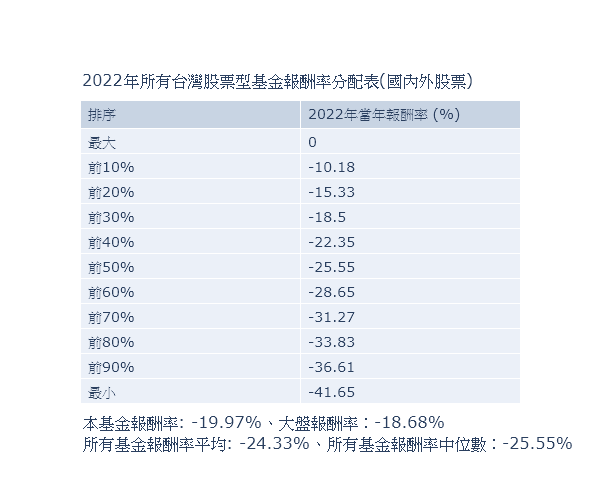 2022年所有台灣股票型基金報酬率分配表(國內外股票)
排序 2022年當年報酬率 (%)
最大 0
前10% -10.18
前20% -15.33
前30% -18.5
前40% -22.35
前50% -25.55
前60% -28.65
前70% -31.27
前80% -33.83
前90% -36.61
最小 -41.65
本基金報酬率: -19.97%、大盤報酬率：-18.68%
所有基金報酬率平均: -24.33%、所有基金報酬率中位數：-25.55%